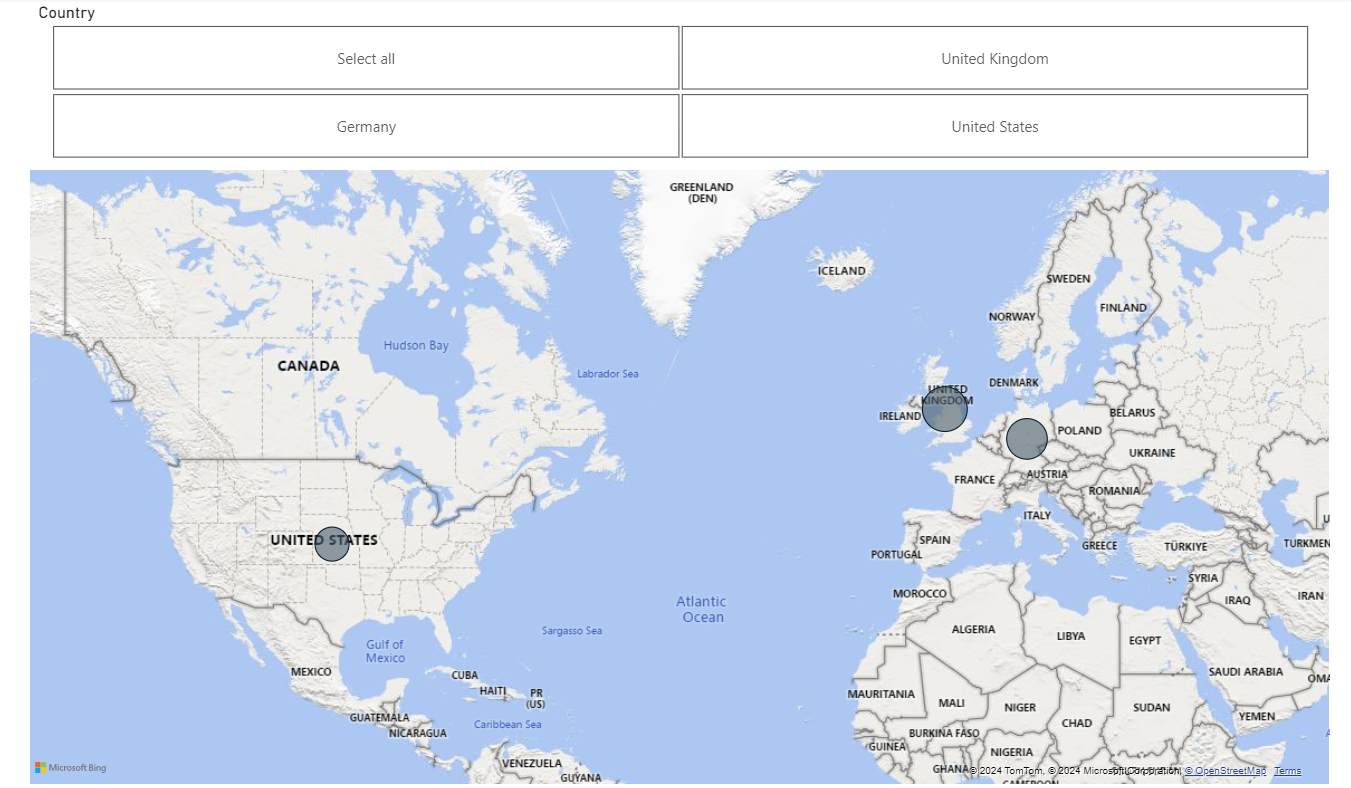 Country
Select all
United Kingdom
Germany
United States
GREENLAND
(DEN)
ICELAND
SWEDEN
FINLAND
NORWAY
Hudson Bay
CANADA
Labrador Sea
DENMARK
UNITED
KINGDOM
IRELAND
BELARUS
POLAND
UKRAINE
FRANCE
AUSTRIA
ROMANIA
ITALY
UNITED STATES
SPAIN
GREECE
TÜRKIYE
TURKMEN
PORTUGAL
SYRIA
MOROCCO
IRAN
IRAQ
Atlantic
Ocean
Sargasso Sea
ALGERIA
LIBYA
EGYPT
Gulf of
Mexico
MEXICO
CUBA
SAUDI ARABIA
OMA
HAITI
PR
(US)
MAURITANIA
MALI
NIGER
SUDAN
GUATEMALA
Caribbean Sea
YEMEN
CHAD
NICARAGUA
BURKINA FASO
GUINEA
NIGERIA
VENEZUELA
GUYANA
GHANA
Microsoft Bing
© 2024 TomTom, © 2024 Microsoft Corporation, © OpenStreetMap Terms
CAMEROON